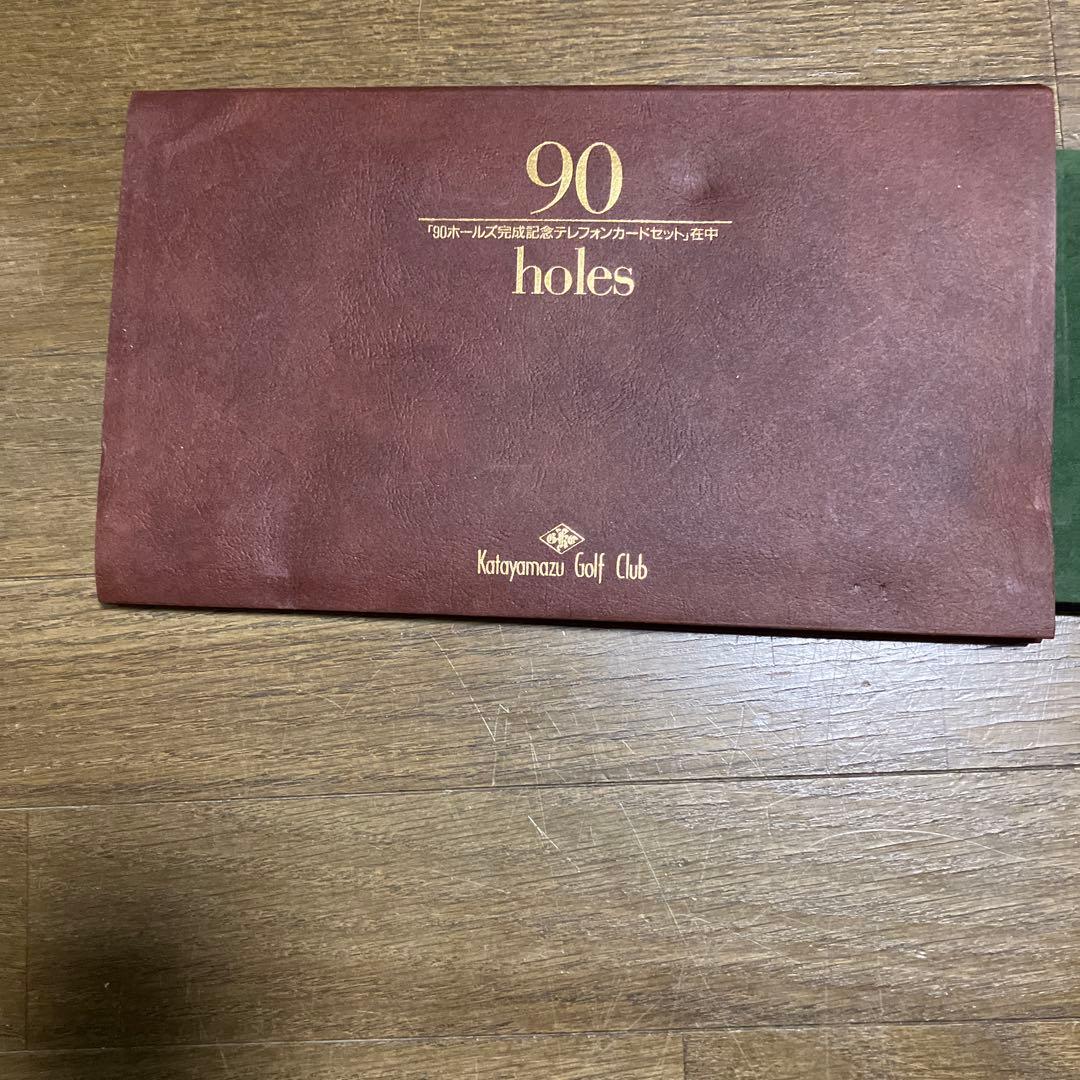 90
「90ホールズ完成記念テレフォンカードセット」在中
holes
Katayamazu Golf Club